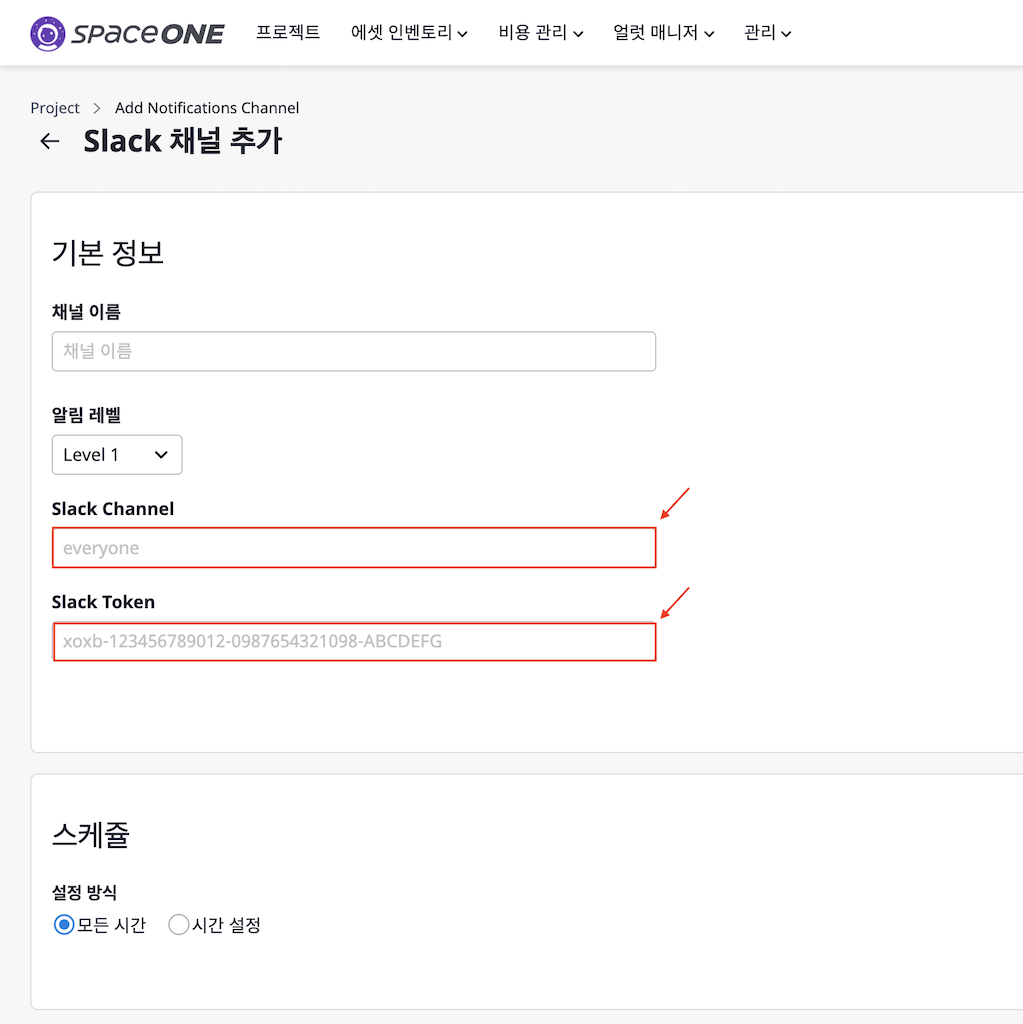 SPACEONE 프로젝트 에셋 인벤토리 비용 관리 얼럿 매니저 관리
Project > Add Notifications Channel
← Slack 채널 추가
기본 정보
채널 이름
채널 이름
알림 레벨
Level 1
Slack Channel
everyone
Slack Token
xoxb-123456789012-0987654321098-ABCDEFG
스케쥴
설정 방식
모든 시간 시간 설정